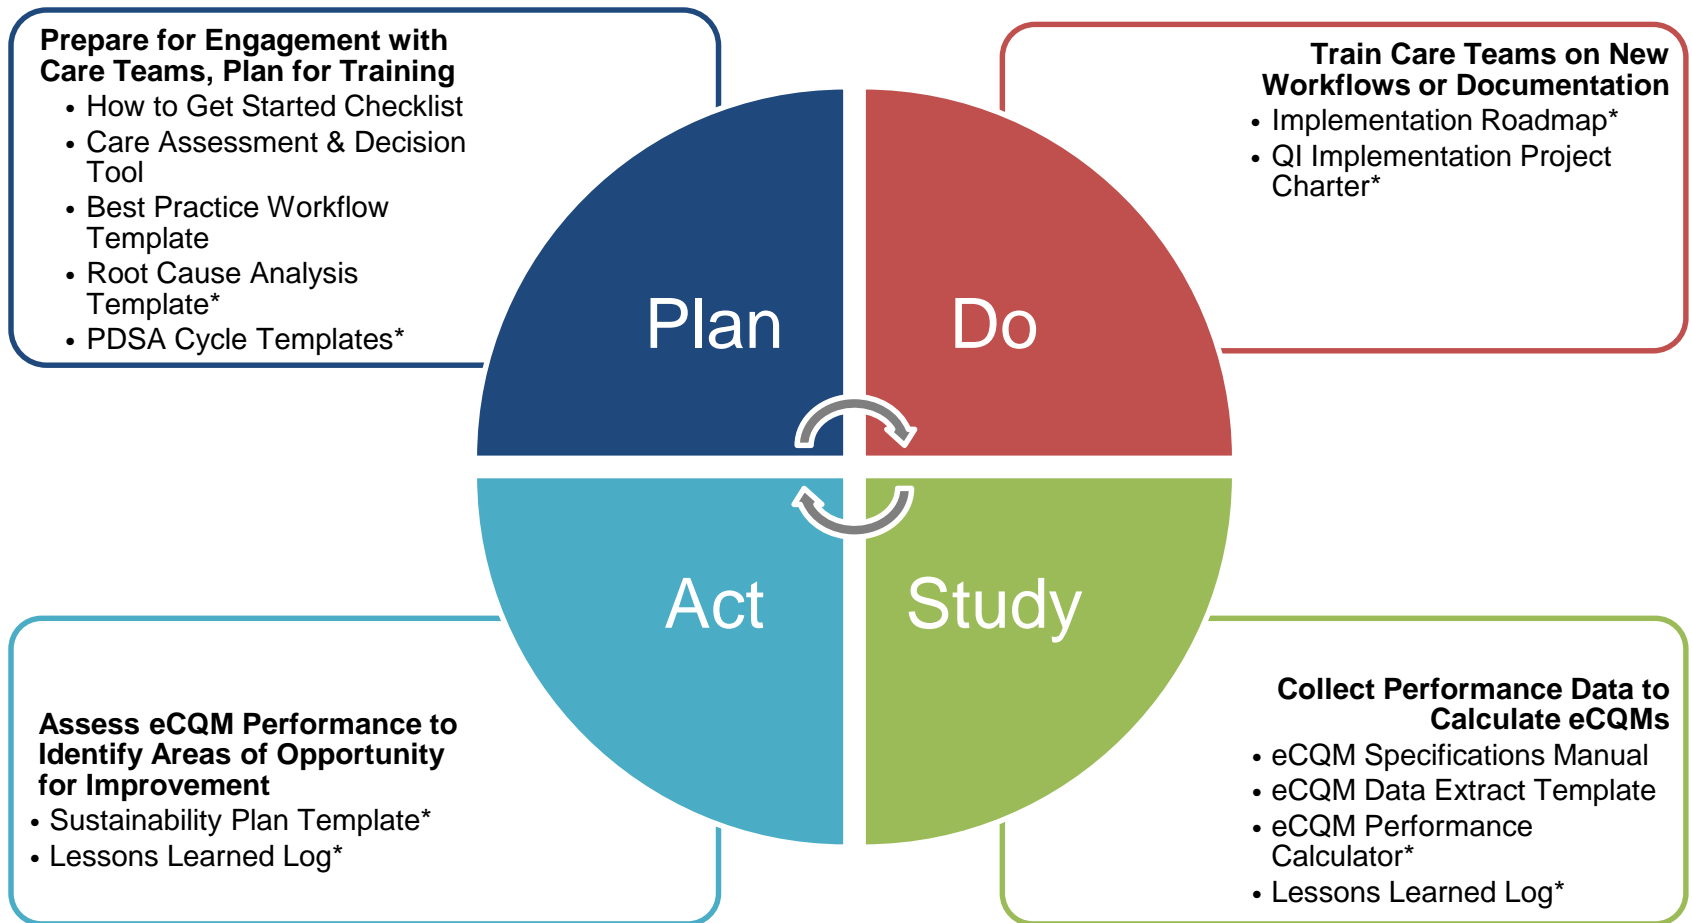 Prepare for Engagement with
Care Teams, Plan for Training
• How to Get Started Checklist
• Care Assessment & Decision
Tool
• Best Practice Workflow
Template
• Root Cause Analysis
Template*
• PDSA Cycle Templates*
Train Care Teams on New
Workflows or Documentation
• Implementation Roadmap*
• QI Implementation Project
Charter*
Plan
Do
Act
Study
Assess eCQM Performance to
Identify Areas of Opportunity
for Improvement
• Sustainability Plan Template*
• Lessons Learned Log*
Collect Performance Data to
Calculate eCQMs
• eCQM Specifications Manual
• eCQM Data Extract Template
• eCQM Performance
Calculator*
• Lessons Learned Log*